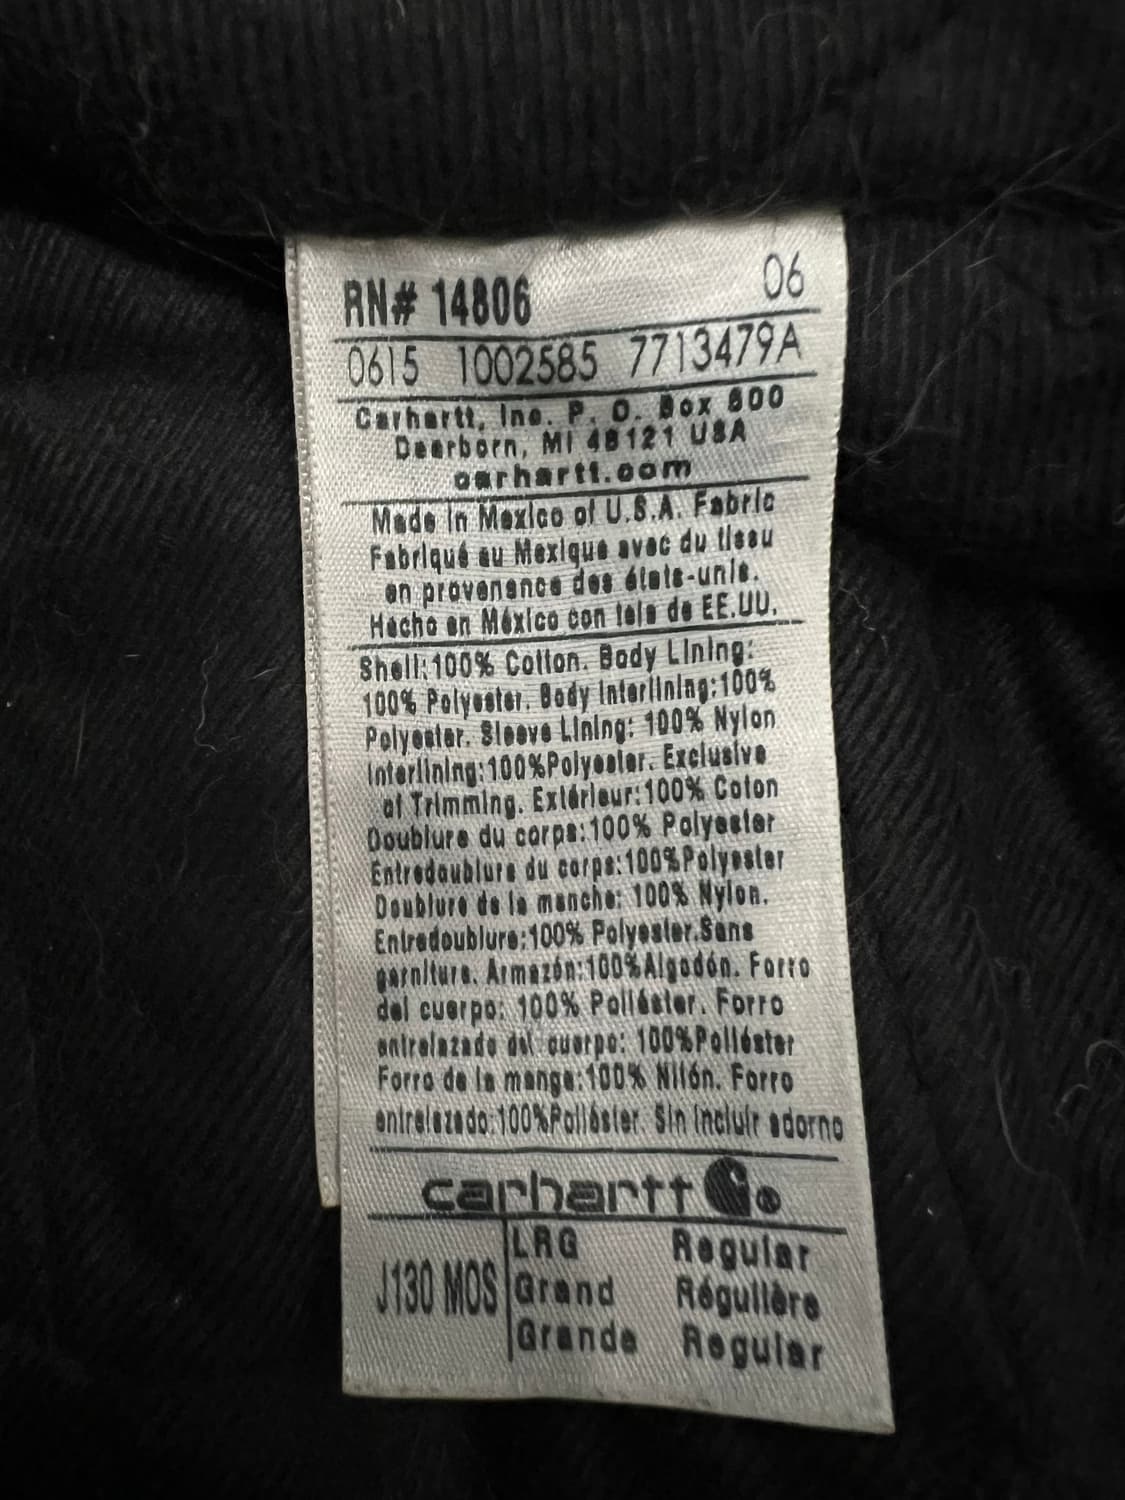 RN# 14806 06
0615 1002585 7713479A
Carhartt, Inc. P. O. Box 600
Dearborn, MI 48121 USA
carhartt.com
Made in Mexico of U.S.A. Fabric
Fabriqué au Mexique avec du tissu
en provenance des états-unis.
Hecho en México con tela de EE.UU.
Shell:100% Cotton. Body Lining:
100% Polyester. Body Interlining:100%
Polyester. Sleeve Lining: 100% Nylon
Interlining:100%Polyester. Exclusive
of Trimming. Extérieur:100% Coton
Doublure du corps:100% Polyester
Entredoublure du corps:100%Polyester
Doublure de la manche: 100% Nylon.
Entredoublure:100% Polyester.Sans
garniture. Armazón:100%Algodón. Forro
del cuerpo: 100% Poliéster. Forro
entrelazado del cuerpo: 100%Poliéster
Forro de la manga:100% Nilón. Forro
entrelazado:100%Poliéster. Sin incluir adorno
carhartt ®
J130 MOS LRG Regular
Grand Régulière
Grande Regular